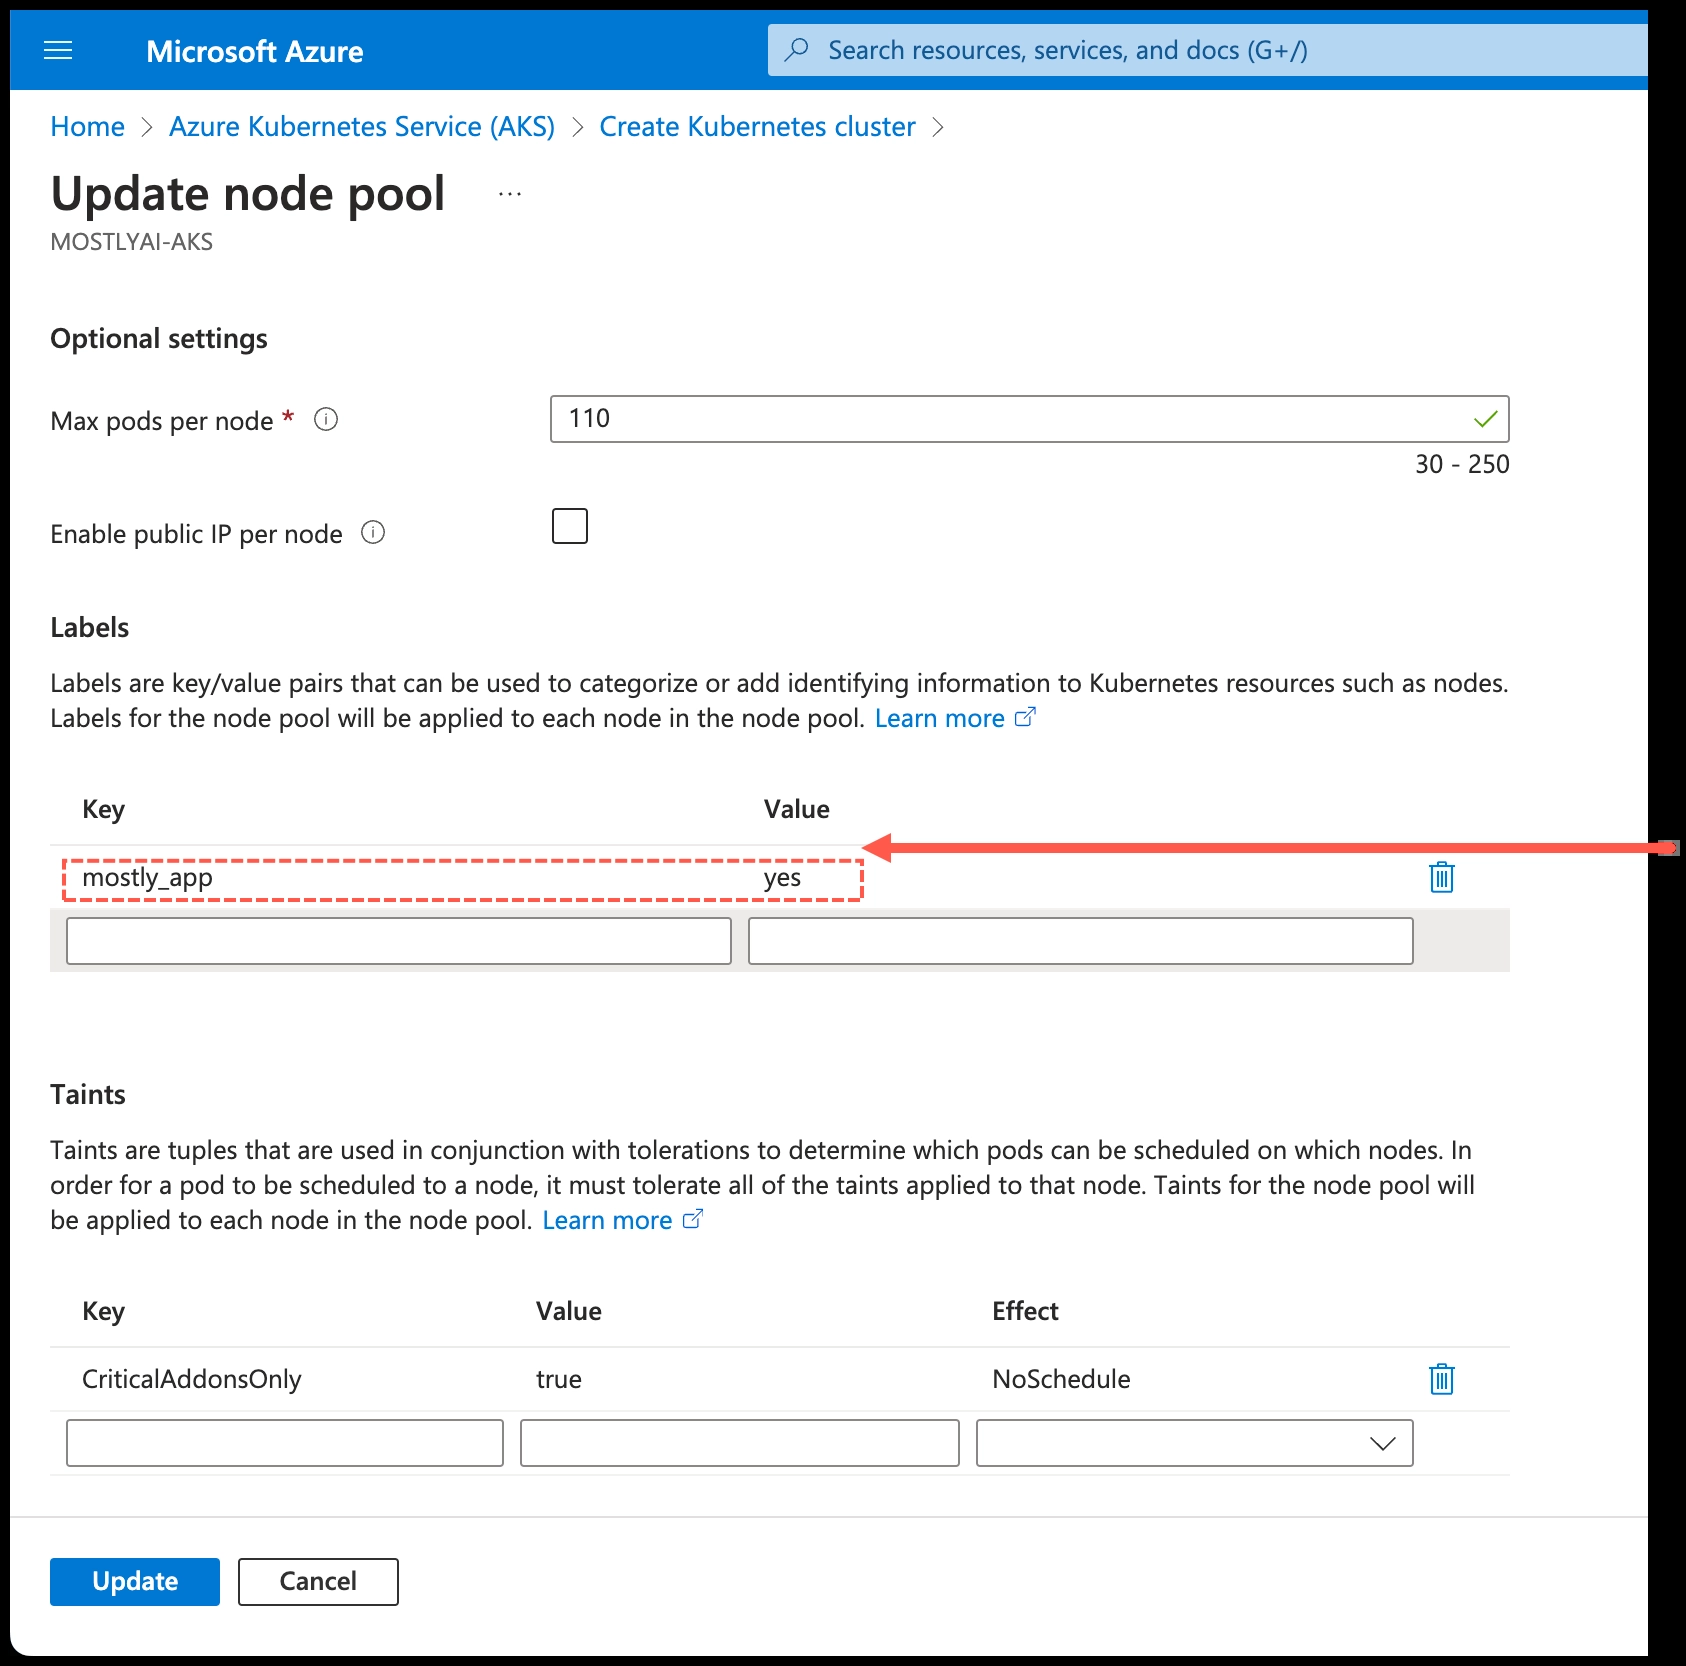 Microsoft Azure
Search resources, services, and docs (G+/)
Home > Azure Kubernetes Service (AKS) > Create Kubernetes cluster >
Update node pool ...
MOSTLYAI-AKS
Optional settings
Max pods per node *
110
30 - 250
Enable public IP per node
Labels
Labels are key/value pairs that can be used to categorize or add identifying information to Kubernetes resources such as nodes.
Labels for the node pool will be applied to each node in the node pool. Learn more
Key Value
mostly_app yes
Taints
Taints are tuples that are used in conjunction with tolerations to determine which pods can be scheduled on which nodes. In
order for a pod to be scheduled to a node, it must tolerate all of the taints applied to that node. Taints for the node pool will
be applied to each node in the node pool. Learn more
Key Value Effect
CriticalAddonsOnly true NoSchedule
Update Cancel